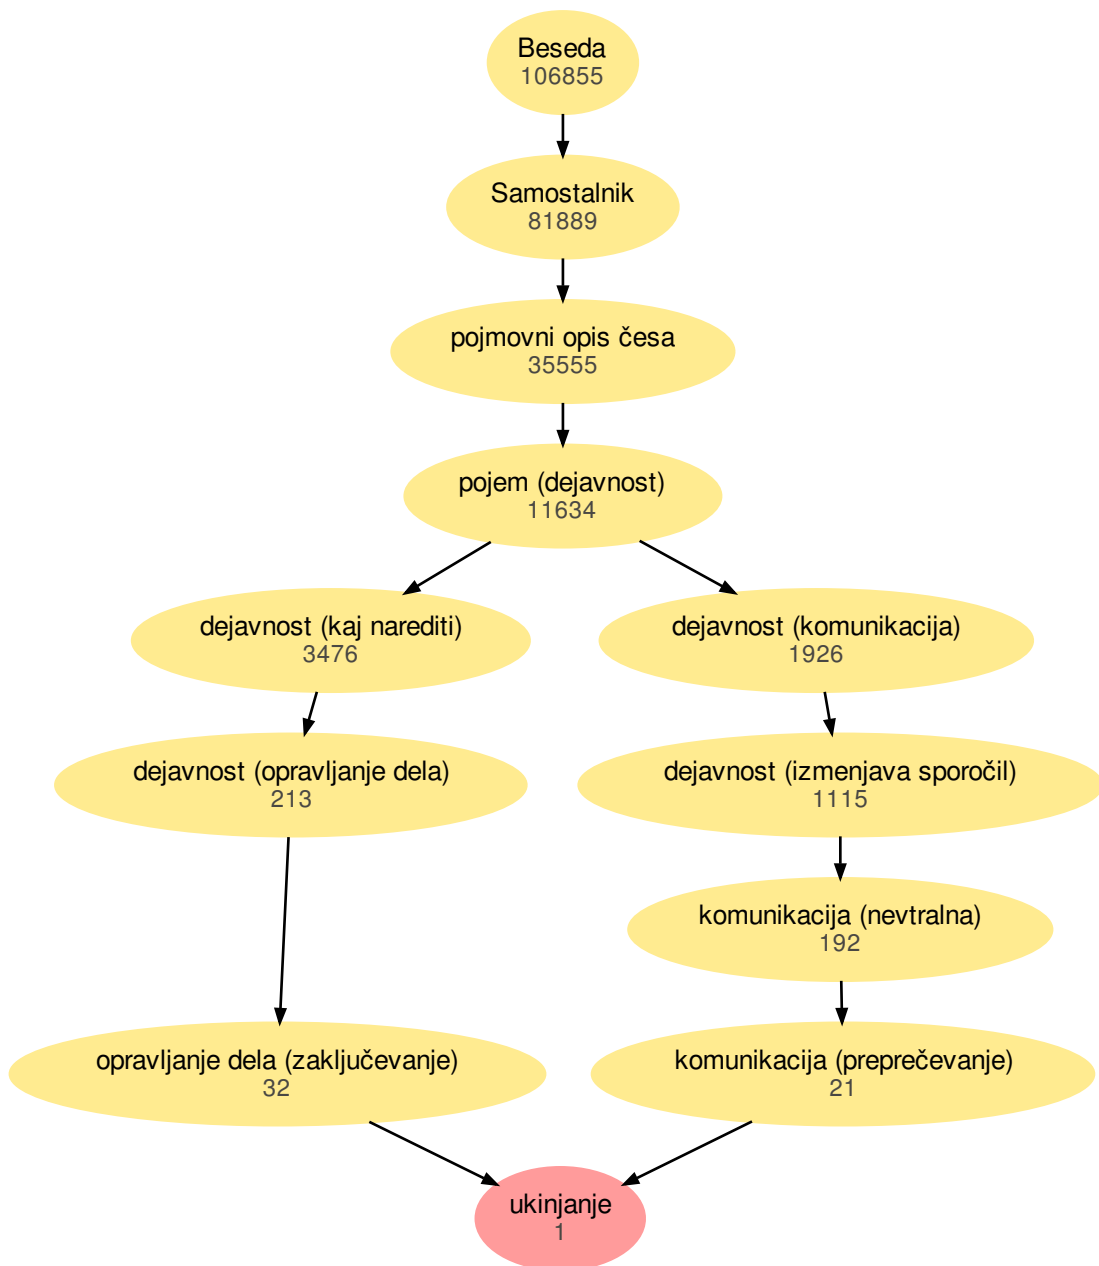 Beseda
106855
Samostalnik
81889
pojmovni opis česa
35555
pojem (dejavnost)
11634
dejavnost (kaj narediti)
3476
dejavnost (komunikacija)
1926
dejavnost (opravljanje dela)
213
dejavnost (izmenjava sporočil)
1115
komunikacija (nevtralna)
192
opravljanje dela (zaključevanje)
32
komunikacija (preprečevanje)
21
ukinjanje
1